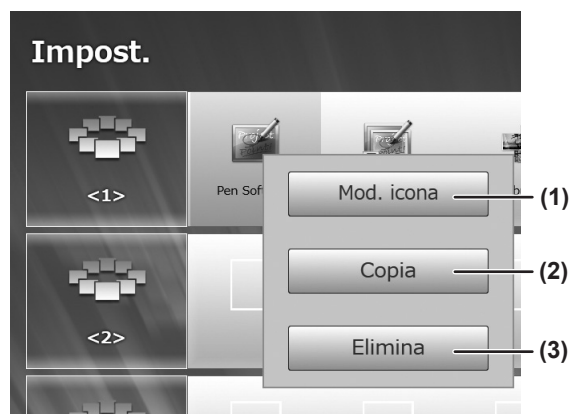 Impost.
<1>
Pen Sof
Mod. icona
(1)
Copia
(2)
<2>
Elimina
(3)